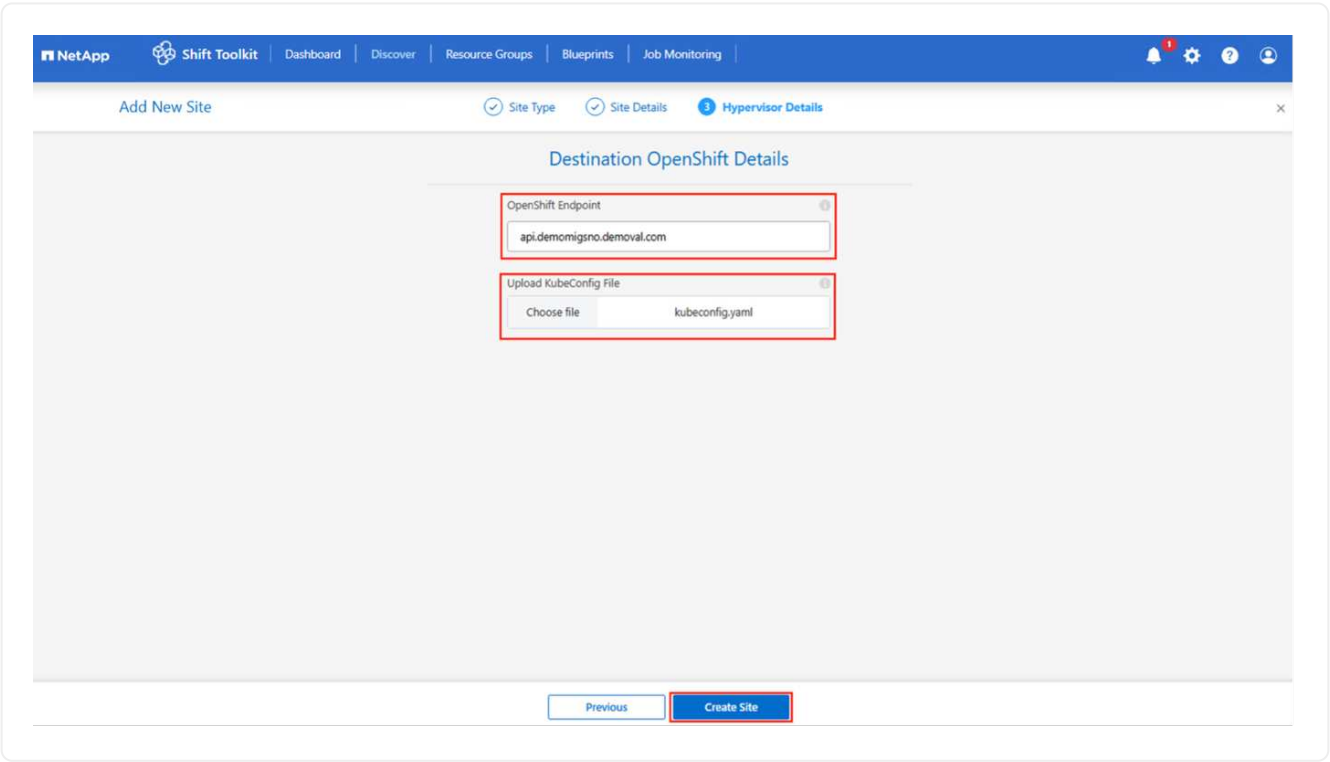 NetApp Shift Toolkit Dashboard Discover Resource Groups Blueprints Job Monitoring 1 ?
Add New Site Site Type Site Details 3 Hypervisor Details ×
Destination OpenShift Details
OpenShift Endpoint
api.demomigsno.demoval.com
Upload KubeConfig File
Choose file kubeconfig.yaml
Previous Create Site